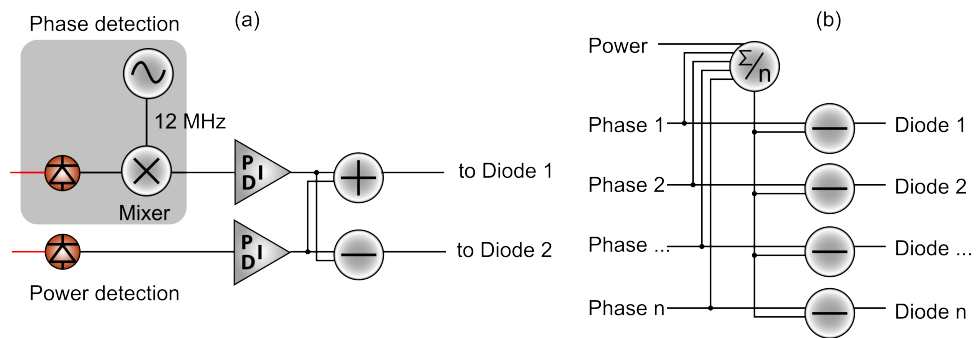 Phase detection
(a)
12 MHz
Mixer
P I
D
to Diode 1
P I
D
to Diode 2
Power detection
(b)
Power
Σ/n
Phase 1
Diode 1
Phase 2
Diode 2
Phase ...
Diode ...
Phase n
Diode n